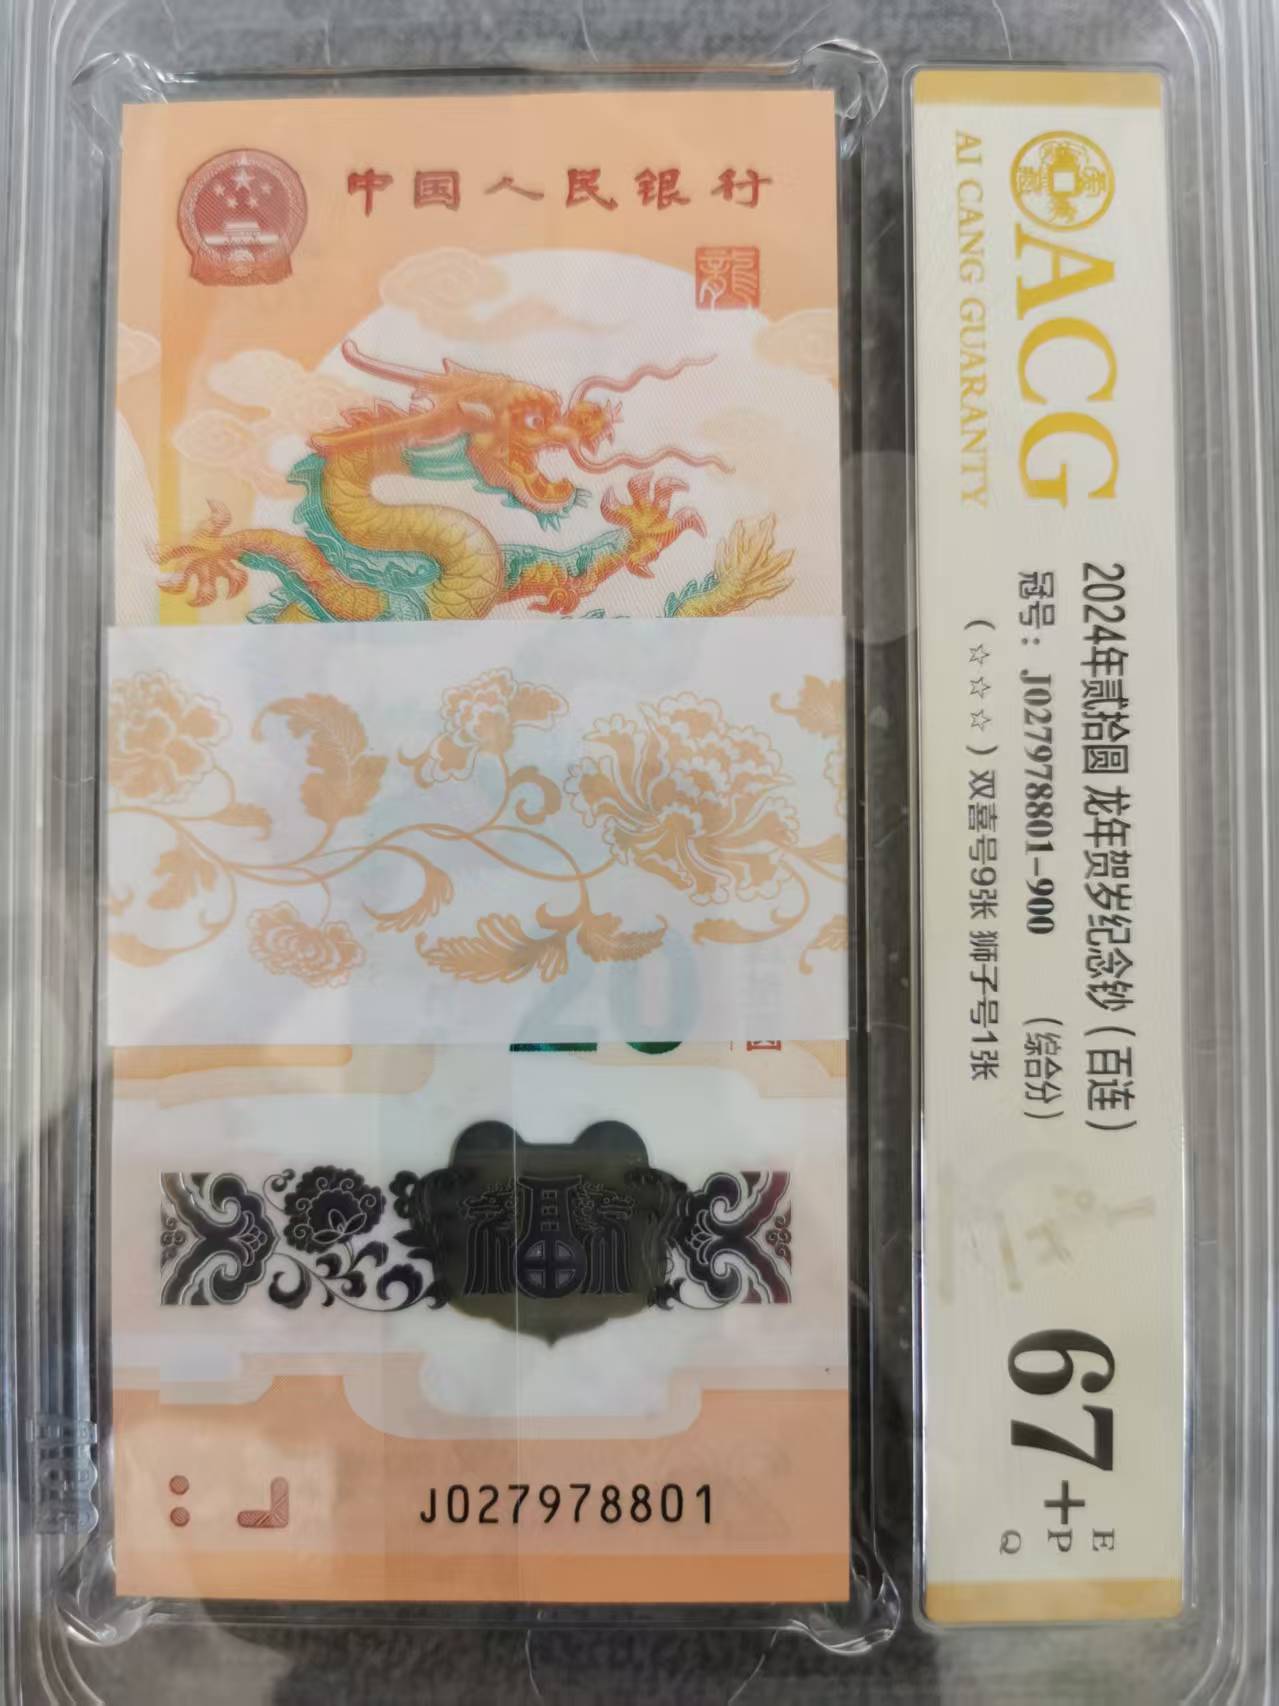 中国人民银行
龍
20
J027978801
ACG
AI CANG GUARANTY
2024年贰拾圆 龙年贺岁纪念钞(百连)
冠号: J027978801-900 (综合分)
(☆☆☆) 双喜号9张 狮子号1张
67+
E
P
Q